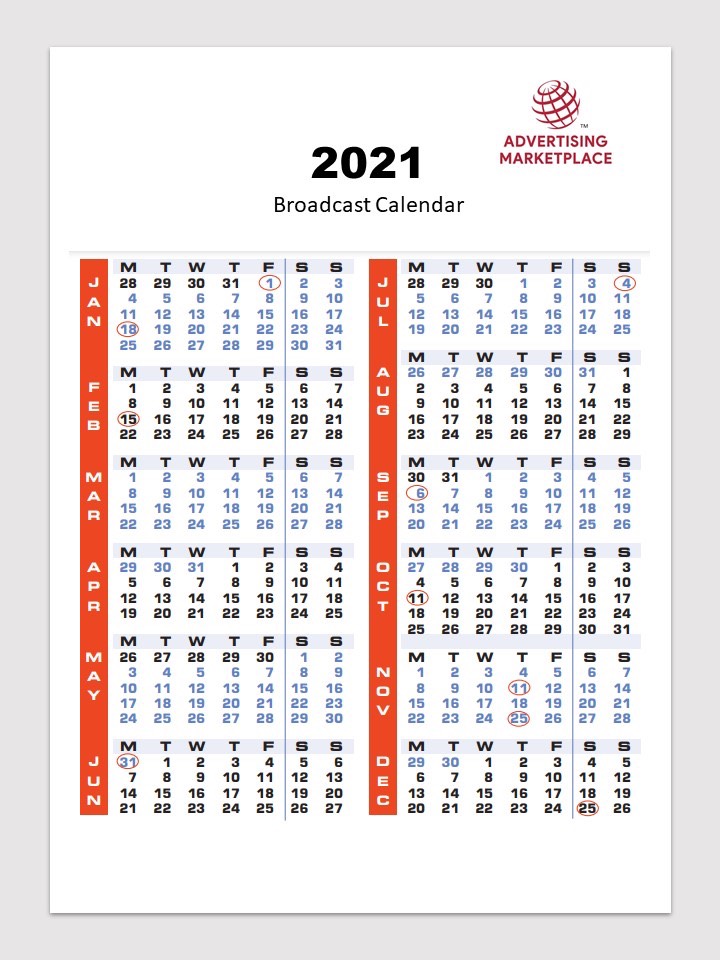 ™
ADVERTISING
MARKETPLACE
2021
Broadcast Calendar
JAN
M T W T F S S
28 29 30 31 1 2 3
4 5 6 7 8 9 10
11 12 13 14 15 16 17
18 19 20 21 22 23 24
25 26 27 28 29 30 31
FEB
M T W T F S S
1 2 3 4 5 6 7
8 9 10 11 12 13 14
15 16 17 18 19 20 21
22 23 24 25 26 27 28
MAR
M T W T F S S
1 2 3 4 5 6 7
8 9 10 11 12 13 14
15 16 17 18 19 20 21
22 23 24 25 26 27 28
APR
M T W T F S S
29 30 31 1 2 3 4
5 6 7 8 9 10 11
12 13 14 15 16 17 18
19 20 21 22 23 24 25
MAY
M T W T F S S
26 27 28 29 30 1 2
3 4 5 6 7 8 9
10 11 12 13 14 15 16
17 18 19 20 21 22 23
24 25 26 27 28 29 30
JUN
M T W T F S S
31 1 2 3 4 5 6
7 8 9 10 11 12 13
14 15 16 17 18 19 20
21 22 23 24 25 26 27
JUL
M T W T F S S
28 29 30 1 2 3 4
5 6 7 8 9 10 11
12 13 14 15 16 17 18
19 20 21 22 23 24 25
AUG
M T W T F S S
26 27 28 29 30 31 1
2 3 4 5 6 7 8
9 10 11 12 13 14 15
16 17 18 19 20 21 22
23 24 25 26 27 28 29
SEP
M T W T F S S
30 31 1 2 3 4 5
6 7 8 9 10 11 12
13 14 15 16 17 18 19
20 21 22 23 24 25 26
OCT
M T W T F S S
27 28 29 30 1 2 3
4 5 6 7 8 9 10
11 12 13 14 15 16 17
18 19 20 21 22 23 24
25 26 27 28 29 30 31
NOV
M T W T F S S
1 2 3 4 5 6 7
8 9 10 11 12 13 14
15 16 17 18 19 20 21
22 23 24 25 26 27 28
DEC
M T W T F S S
29 30 1 2 3 4 5
6 7 8 9 10 11 12
13 14 15 16 17 18 19
20 21 22 23 24 25 26